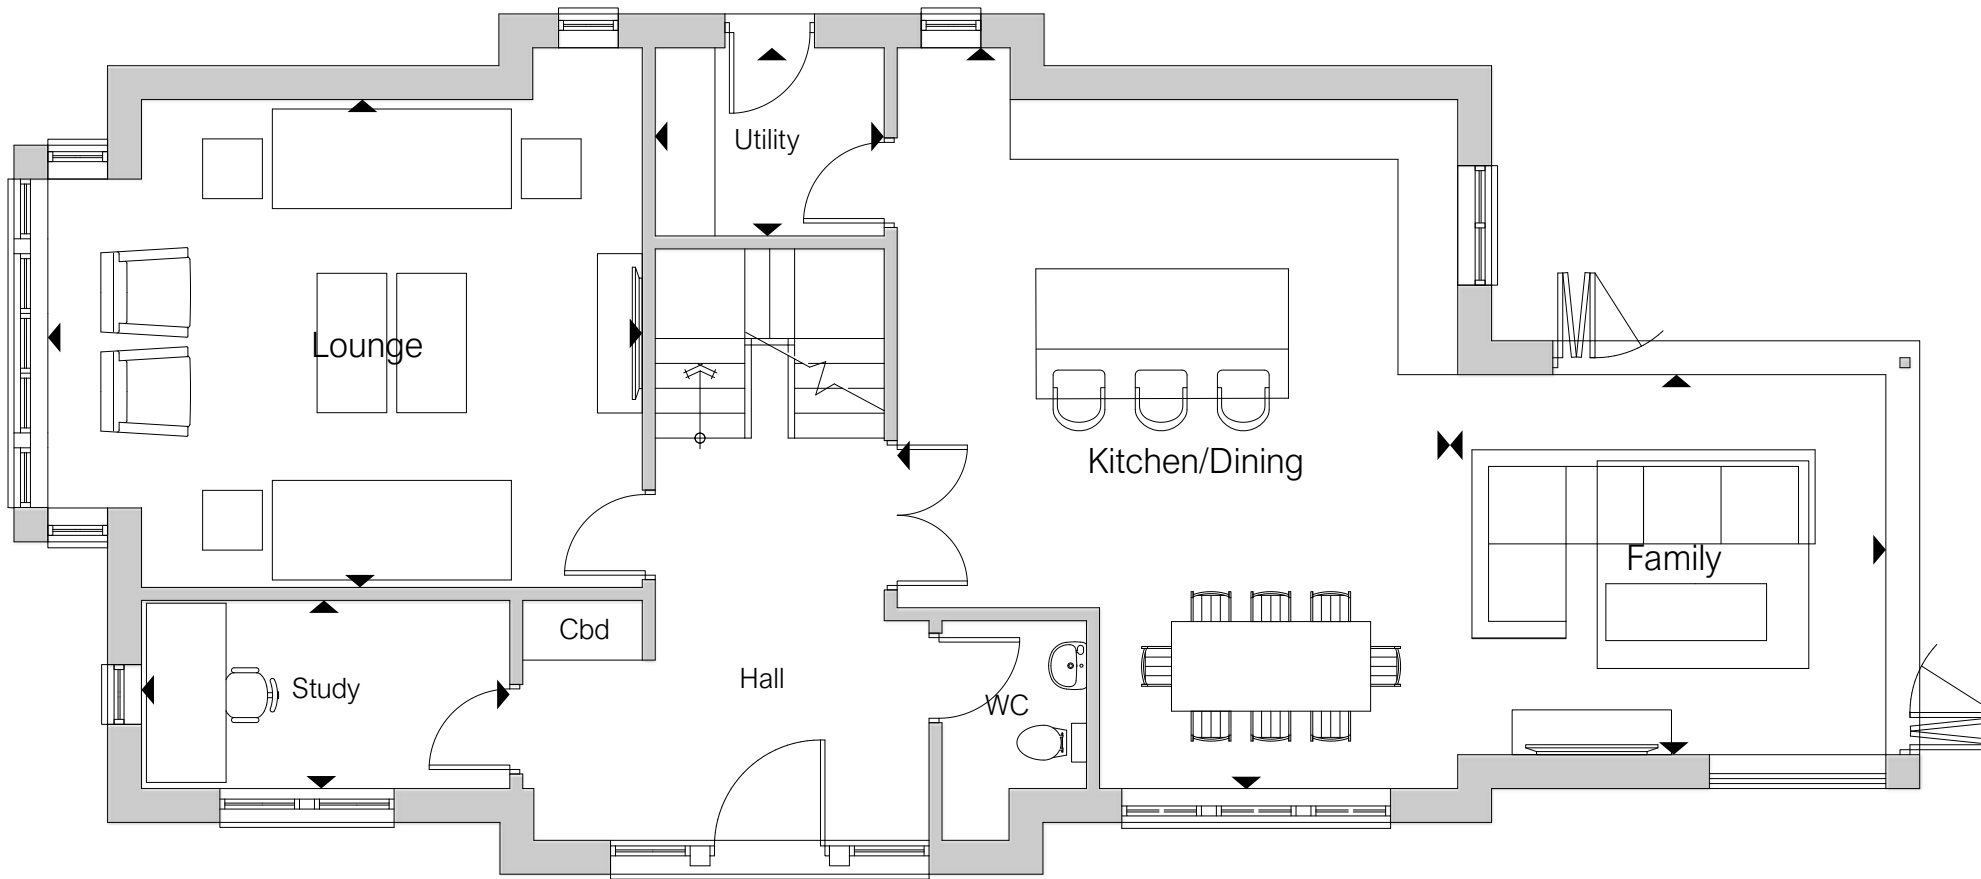 Utility
Lounge
Kitchen/Dining
Family
Cbd
Hall
Study
WC